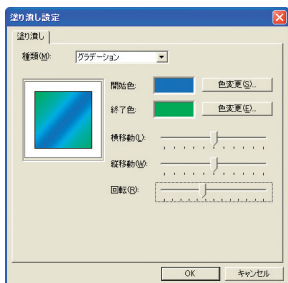 塗り潰し設定
塗り潰し
種類(M): グラデーション
開始色: 色変更(S)...
終了色: 色変更(E)...
横移動(L):
縦移動(W):
回転(R):
OK キャンセル